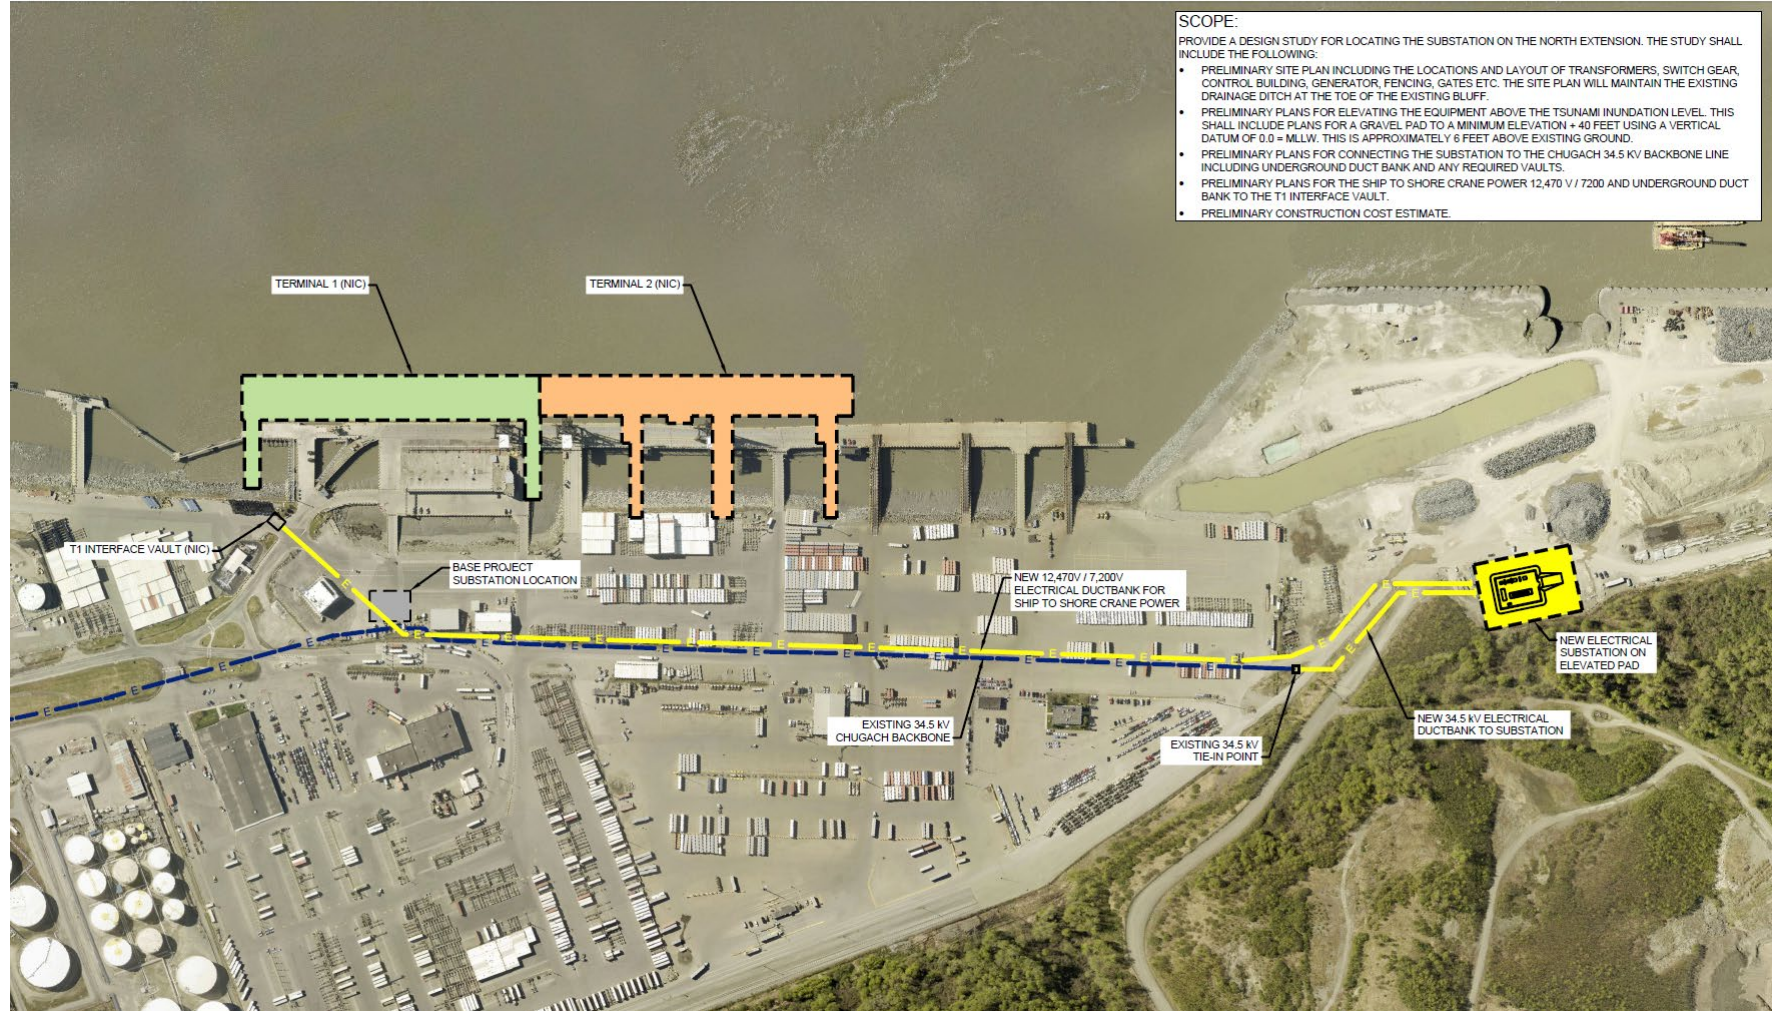 SCOPE:
PROVIDE A DESIGN STUDY FOR LOCATING THE SUBSTATION ON THE NORTH EXTENSION. THE STUDY SHALL
INCLUDE THE FOLLOWING:
• PRELIMINARY SITE PLAN INCLUDING THE LOCATIONS AND LAYOUT OF TRANSFORMERS, SWITCH GEAR,
CONTROL BUILDING, GENERATOR, FENCING, GATES ETC. THE SITE PLAN WILL MAINTAIN THE EXISTING
DRAINAGE DITCH AT THE TOE OF THE EXISTING BLUFF.
• PRELIMINARY PLANS FOR ELEVATING THE EQUIPMENT ABOVE THE TSUNAMI INUNDATION LEVEL. THIS
SHALL INCLUDE PLANS FOR A GRAVEL PAD TO A MINIMUM ELEVATION + 40 FEET USING A VERTICAL
DATUM OF 0.0 = MLLW. THIS IS APPROXIMATELY 6 FEET ABOVE EXISTING GROUND.
• PRELIMINARY PLANS FOR CONNECTING THE SUBSTATION TO THE CHUGACH 34.5 KV BACKBONE LINE
INCLUDING UNDERGROUND DUCT BANK AND ANY REQUIRED VAULTS.
• PRELIMINARY PLANS FOR THE SHIP TO SHORE CRANE POWER 12,470 V / 7200 AND UNDERGROUND DUCT
BANK TO THE T1 INTERFACE VAULT.
• PRELIMINARY CONSTRUCTION COST ESTIMATE.
TERMINAL 1 (NIC)
TERMINAL 2 (NIC)
T1 INTERFACE VAULT (NIC)
BASE PROJECT
SUBSTATION LOCATION
NEW 12,470V / 7,200V
ELECTRICAL DUCTBANK FOR
SHIP TO SHORE CRANE POWER
NEW ELECTRICAL
SUBSTATION ON
ELEVATED PAD
EXISTING 34.5 kV
CHUGACH BACKBONE
EXISTING 34.5 kV
TIE-IN POINT
NEW 34.5 kV ELECTRICAL
DUCTBANK TO SUBSTATION